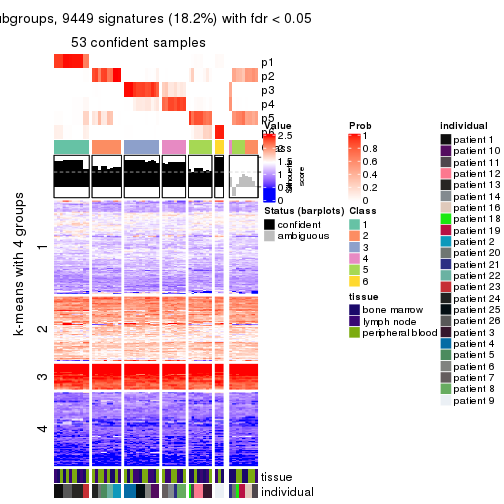 bgroups, 9449 signatures (18.2%) with fdr < 0.05
53 confident samples
p1
p2
p3
p4
p5
Value
2.5
2
1.5
1
0.5
0
Silhouette
score
Prob
1
0.8
0.6
0.4
0.2
0
Status (barplots)
confident
ambiguous
Class
1
2
3
4
5
6
tissue
bone marrow
lymph node
peripheral blood
individual
patient 1
patient 10
patient 11
patient 12
patient 13
patient 14
patient 16
patient 18
patient 19
patient 2
patient 20
patient 21
patient 22
patient 23
patient 24
patient 25
patient 26
patient 3
patient 4
patient 5
patient 6
patient 7
patient 8
patient 9
k-means with 4 groups
1
2
3
4
tissue
individual